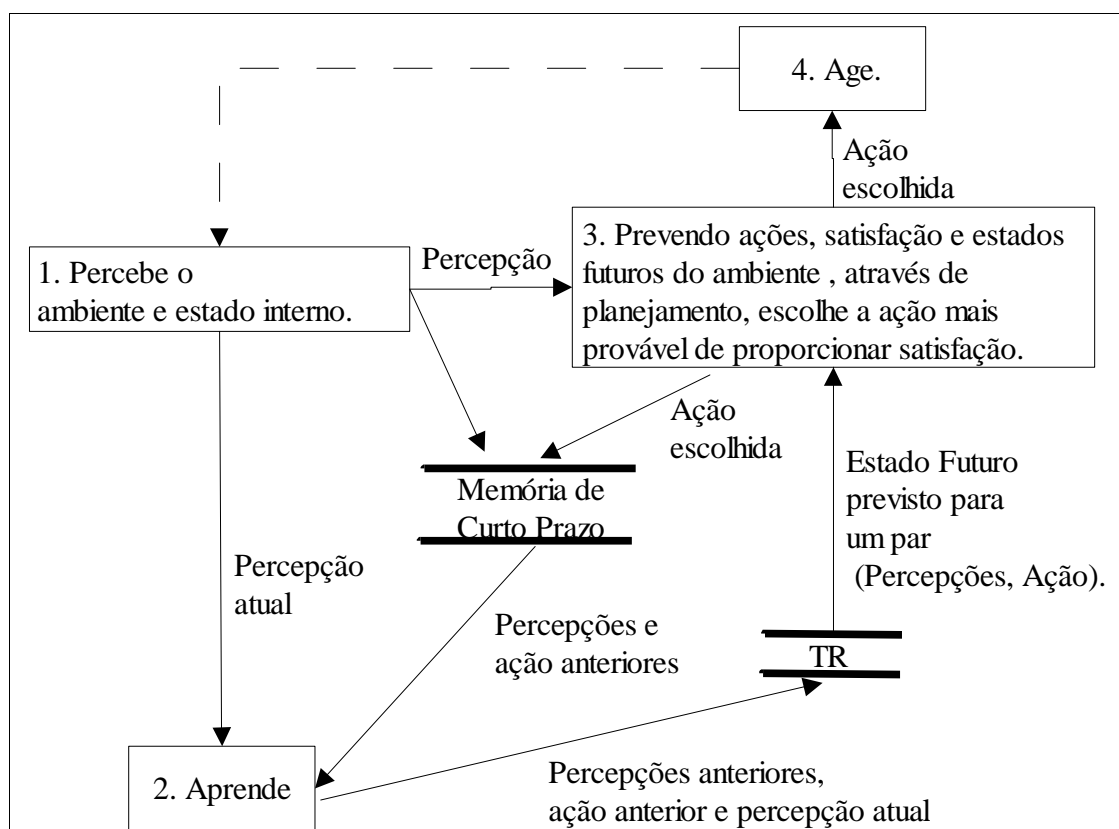 4. Age.
Ação
escolhida
1. Percebe o
ambiente e estado interno.
Percepção
3. Prevendo ações, satisfação e estados
futuros do ambiente , através de
planejamento, escolhe a ação mais
provável de proporcionar satisfação.
Ação
escolhida
Memória de
Curto Prazo
Estado Futuro
previsto para
um par
(Percepções, Ação).
Percepção
atual
Percepções e
ação anteriores
TR
2. Aprende
Percepções anteriores,
ação anterior e percepção atual